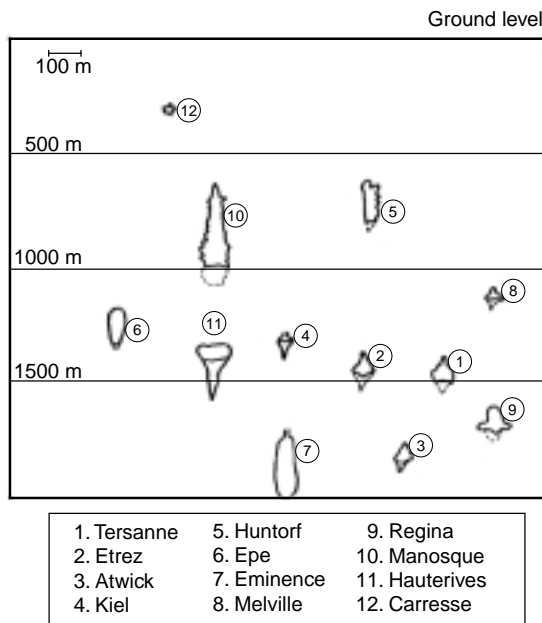 Ground level
100 m
12
500 m
10
5
1000 m
8
6
11
4
2
1
1500 m
9
7
3
1. Tersanne 5. Huntorf 9. Regina
2. Etrez 6. Epe 10. Manosque
3. Atwick 7. Eminence 11. Hauterives
4. Kiel 8. Melville 12. Carresse